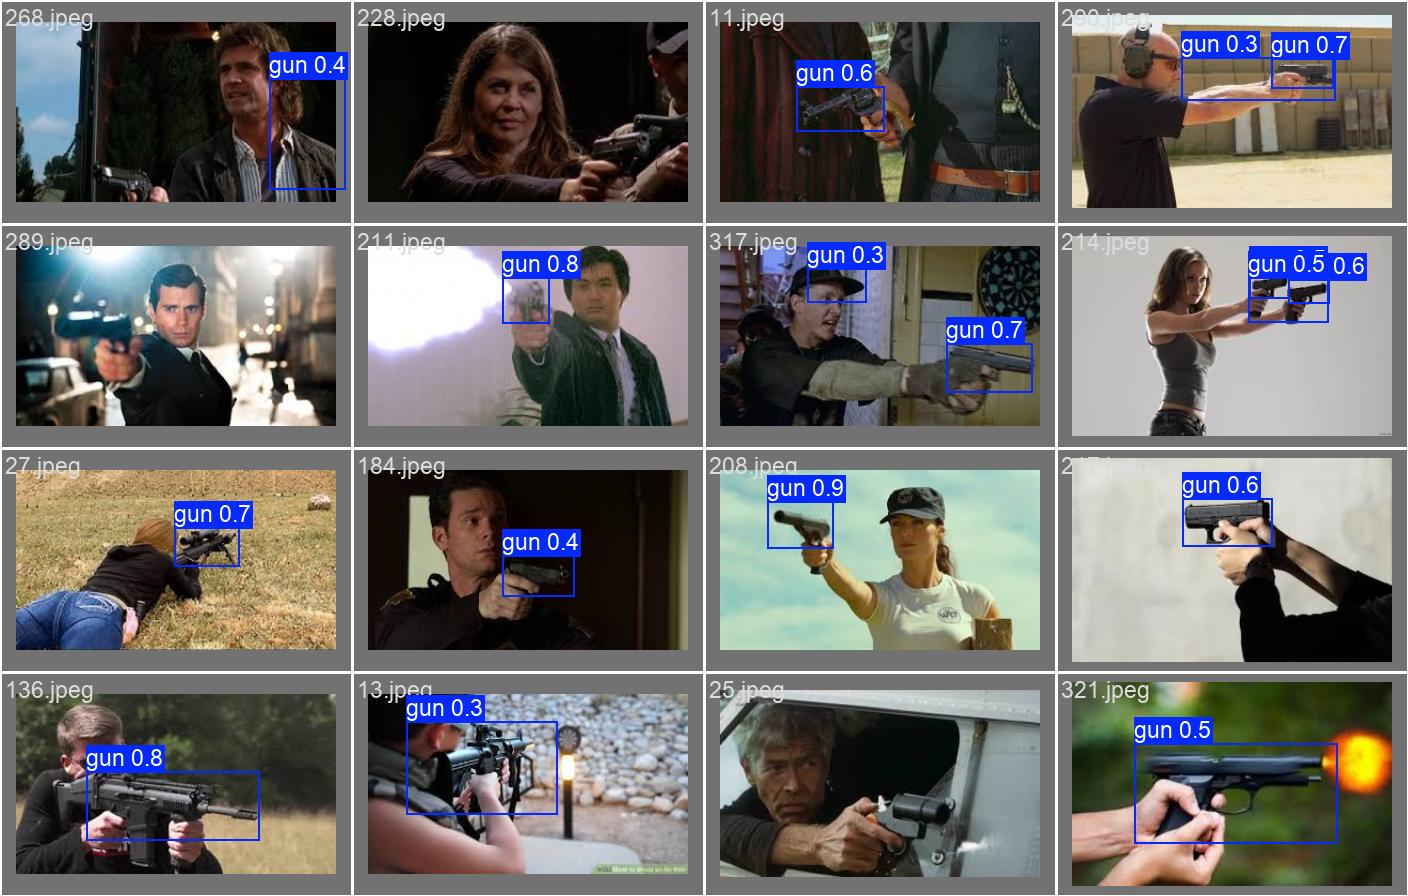 268.jpeg
gun 0.4
228.jpeg
11.jpeg
gun 0.6
290.jpeg
gun 0.3
gun 0.7
289.jpeg
211.jpeg
gun 0.8
317.jpeg
gun 0.3
gun 0.7
214.jpeg
gun 0.5
0.6
27.jpeg
gun 0.7
184.jpeg
gun 0.4
208.jpeg
gun 0.9
gun 0.6
136.jpeg
gun 0.8
13.jpeg
gun 0.3
25.jpeg
321.jpeg
gun 0.5